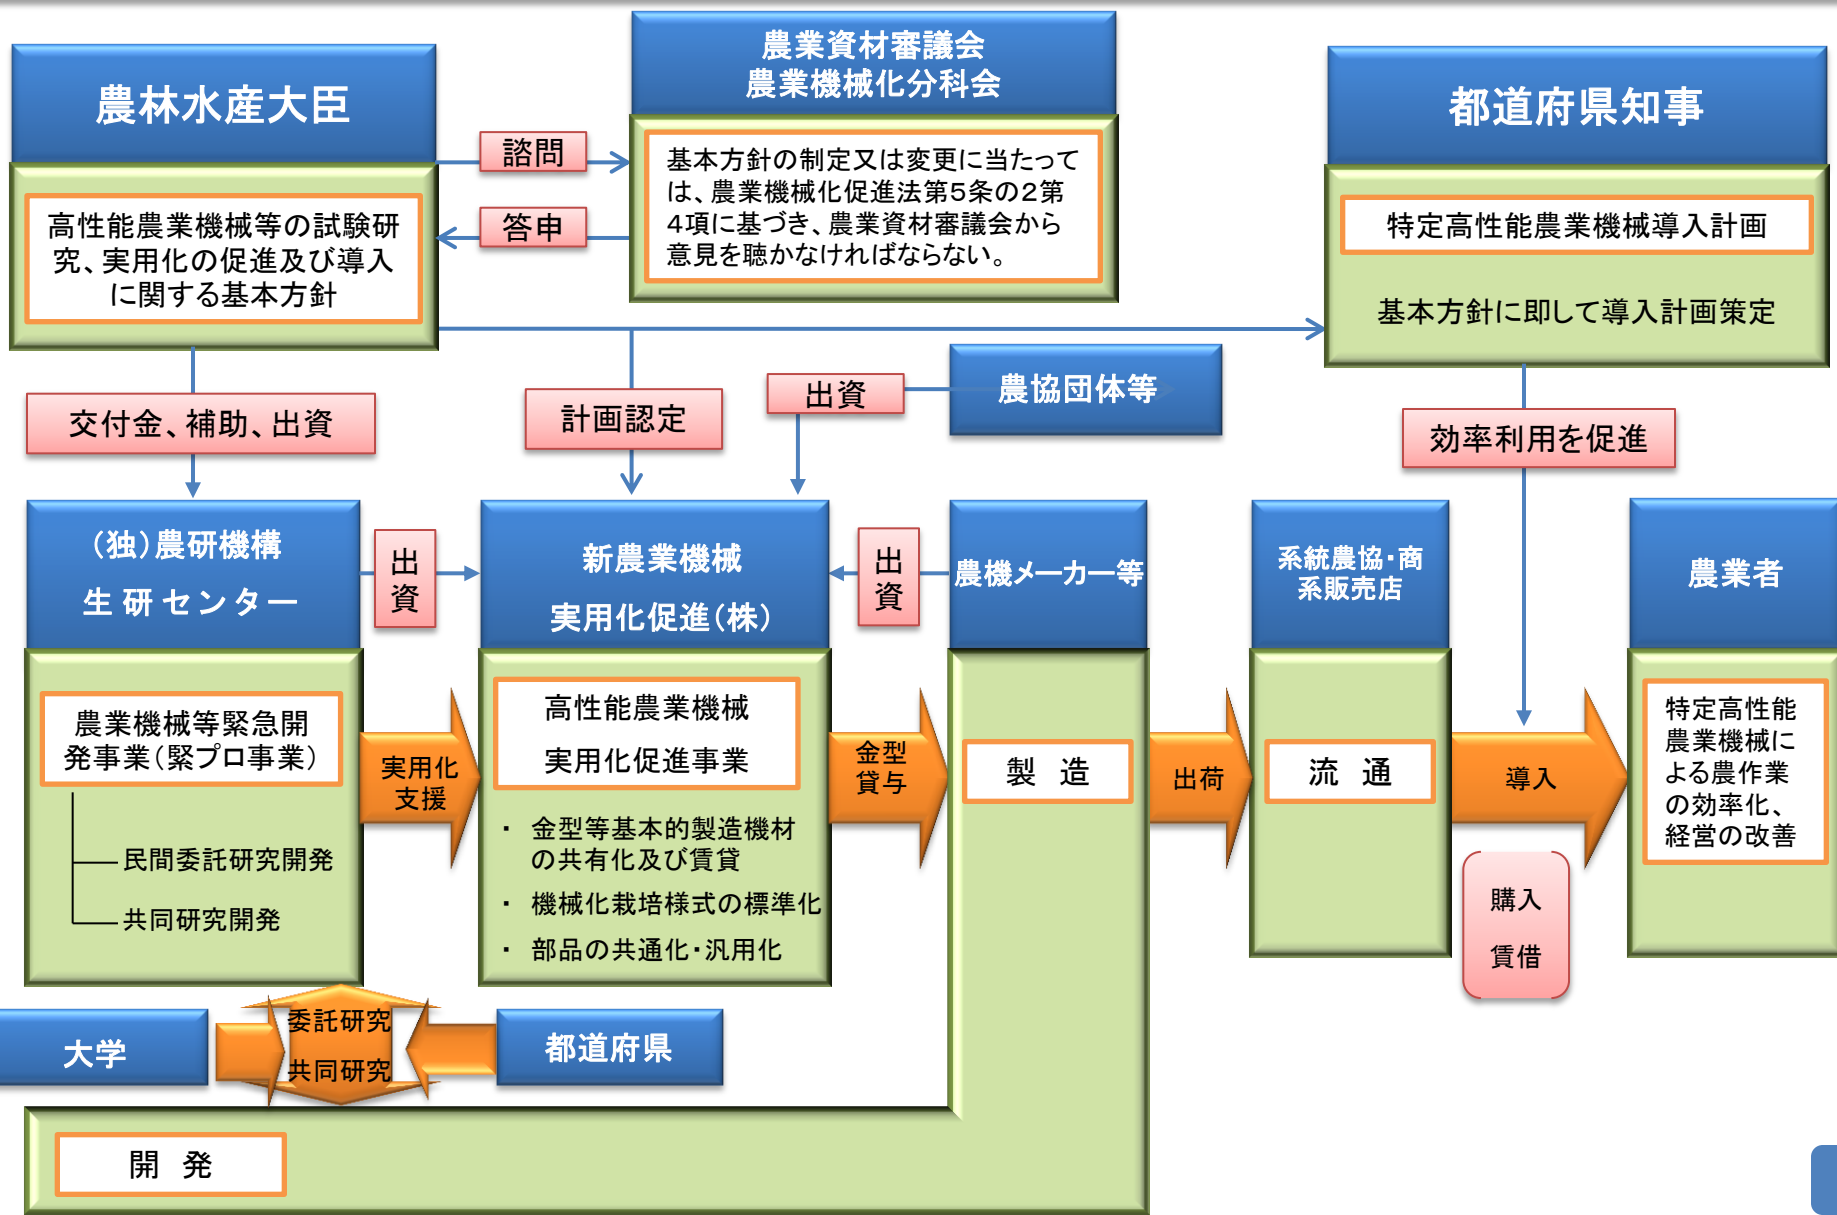 農林水産大臣
高性能農業機械等の試験研
究、実用化の促進及び導入
に関する基本方針
諮問
答申
農業資材審議会
農業機械化分科会
基本方針の制定又は変更に当たって
は、農業機械化促進法第5条の2第
4項に基づき、農業資材審議会から
意見を聴かなければならない。
都道府県知事
特定高性能農業機械導入計画
基本方針に即して導入計画策定
交付金、補助、出資
計画認定
出資
農協団体等
効率利用を促進
(独)農研機構
生研センター
出
資
新農業機械
実用化促進(株)
出
資
農機メーカー等
系統農協・商
系販売店
農業者
農業機械等緊急開
発事業(緊プロ事業)
民間委託研究開発
共同研究開発
実用化
支援
高性能農業機械
実用化促進事業
・ 金型等基本的製造機材
の共有化及び賃貸
・ 機械化栽培様式の標準化
・ 部品の共通化・汎用化
金型
貸与
製 造
出荷
流 通
導入
購入
賃借
特定高性能
農業機械に
よる農作業
の効率化、
経営の改善
大学
委託研究
共同研究
都道府県
開 発